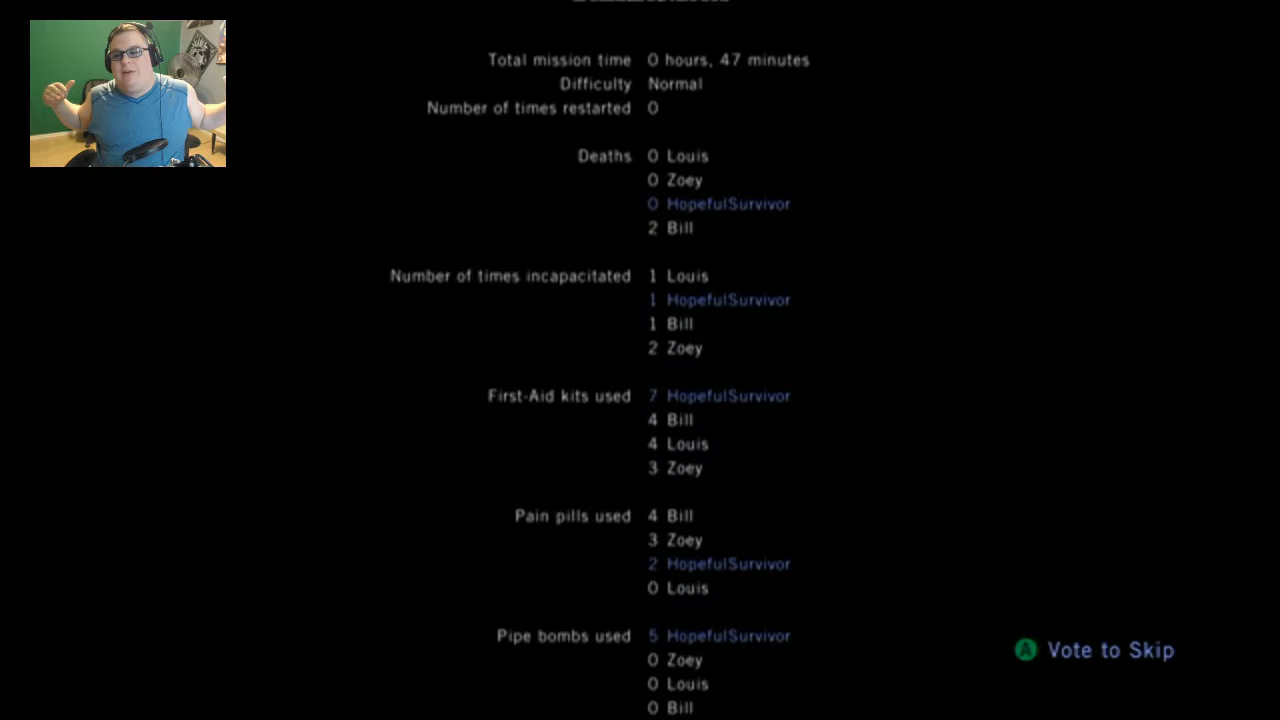 Total mission time 0 hours, 47 minutes
Difficulty Normal
Number of times restarted 0
Deaths 0 Louis
0 Zoey
0 HopefulSurvivor
2 Bill
Number of times incapacitated 1 Louis
1 HopefulSurvivor
1 Bill
2 Zoey
First-Aid kits used 7 HopefulSurvivor
4 Bill
4 Louis
3 Zoey
Pain pills used 4 Bill
3 Zoey
2 HopefulSurvivor
0 Louis
Pipe bombs used 5 HopefulSurvivor
0 Zoey
0 Louis
0 Bill
A Vote to Skip